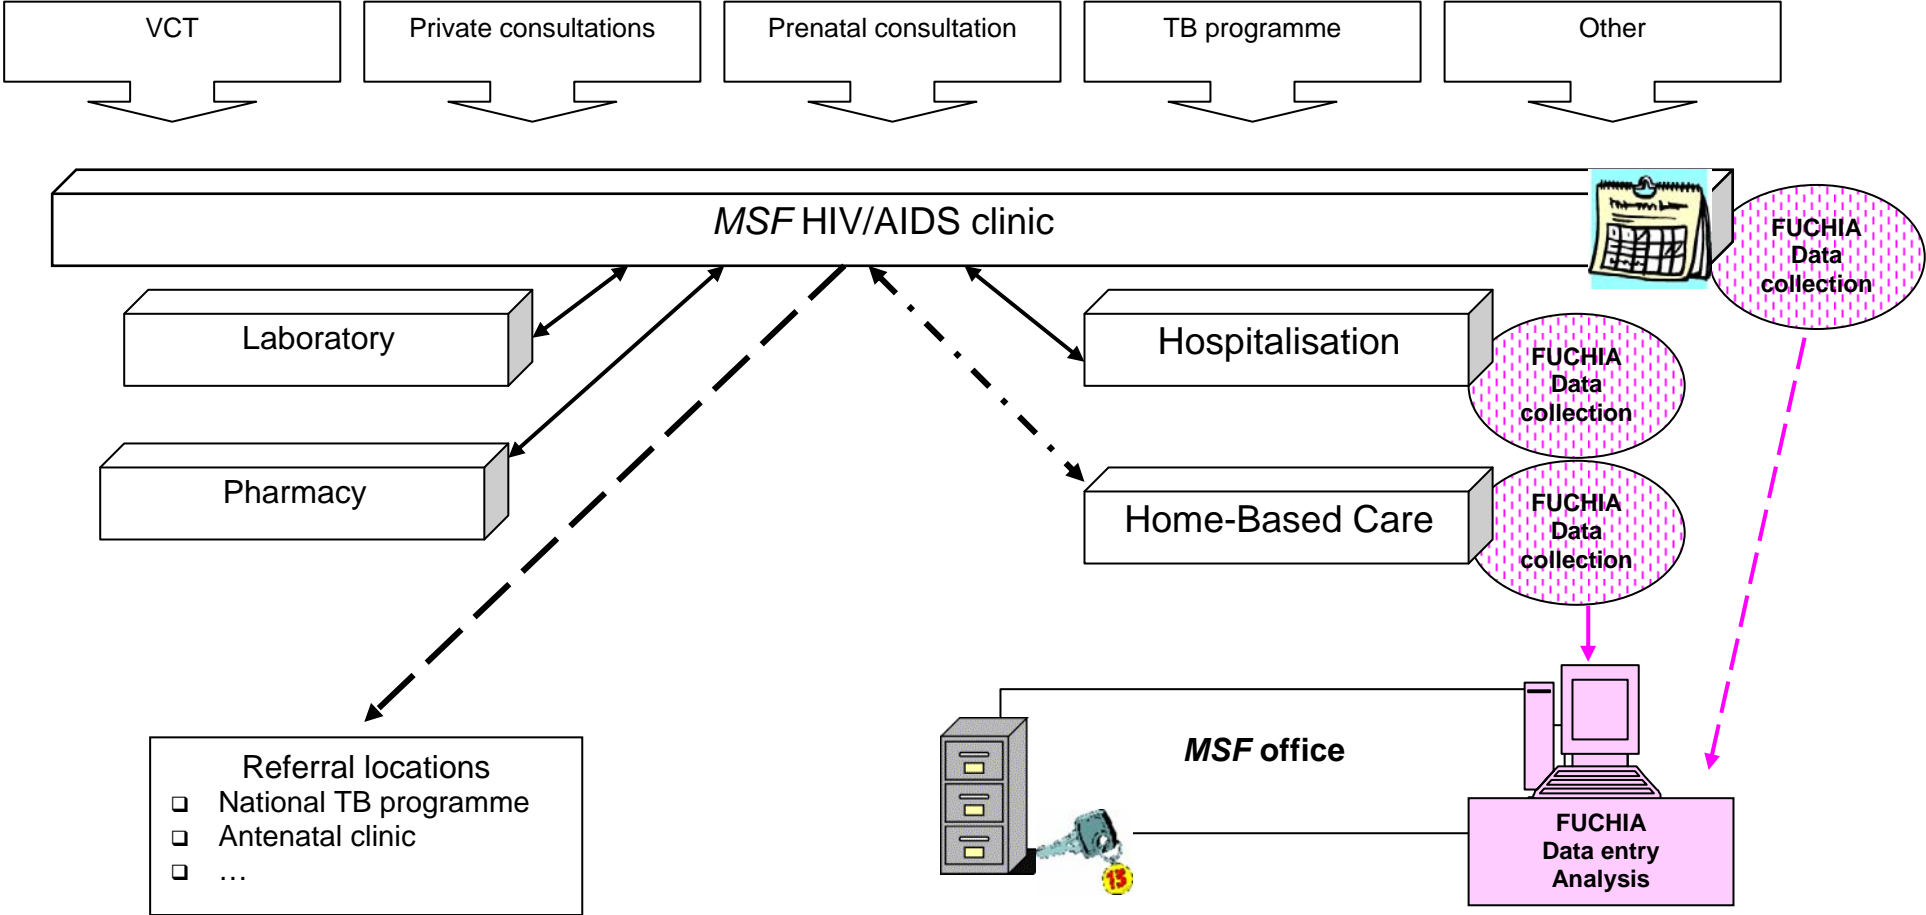 VCT
Private consultations
Prenatal consultation
TB programme
Other
MSF HIV/AIDS clinic
FUCHIA
Data
collection
Laboratory
Hospitalisation
FUCHIA
Data
collection
Pharmacy
Home-Based Care
FUCHIA
Data
collection
Referral locations
National TB programme
Antenatal clinic
…
MSF office
13
FUCHIA
Data entry
Analysis